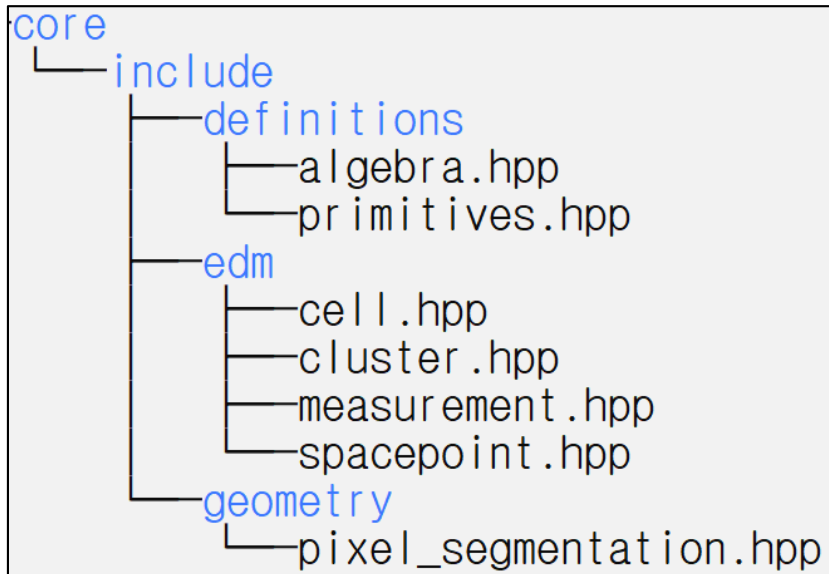 core
include
definitions
algebra.hpp
primitives.hpp
edm
cell.hpp
cluster.hpp
measurement.hpp
spacepoint.hpp
geometry
pixel_segmentation.hpp